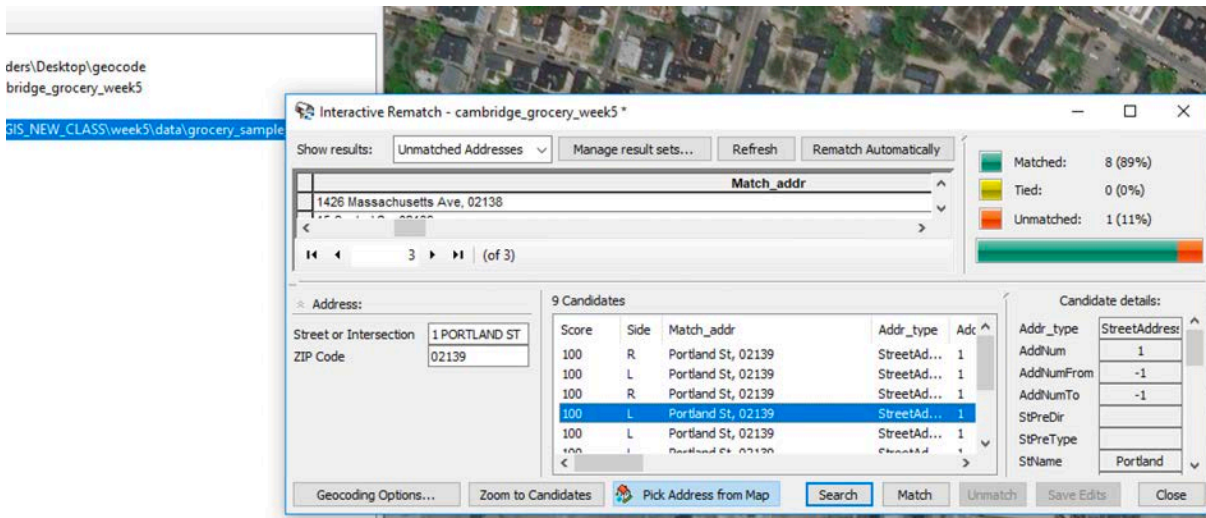 ders\Desktop\geocode
bridge_grocery_week5
GIS_NEW_CLASS\week5\data\grocery_sample
Interactive Rematch - cambridge_grocery_week5 *
Show results: Unmatched Addresses Manage result sets... Refresh Rematch Automatically
Match_addr
1426 Massachusetts Ave, 02138
3 (of 3)
Matched: 8 (89%)
Tied: 0 (0%)
Unmatched: 1 (11%)
Address:
Street or Intersection 1 PORTLAND ST
ZIP Code 02139
9 Candidates
Score Side Match_addr Addr_type Adc
100 R Portland St, 02139 StreetAd... 1
100 L Portland St, 02139 StreetAd... 1
100 R Portland St, 02139 StreetAd... 1
100 L Portland St, 02139 StreetAd... 1
100 L Portland St, 02139 StreetAd... 1
Candidate details:
Addr_type StreetAddres
AddNum 1
AddNumFrom -1
AddNumTo -1
StPreDir
StPreType
StName Portland
Geocoding Options... Zoom to Candidates Pick Address from Map Search Match Unmatch Save Edits Close